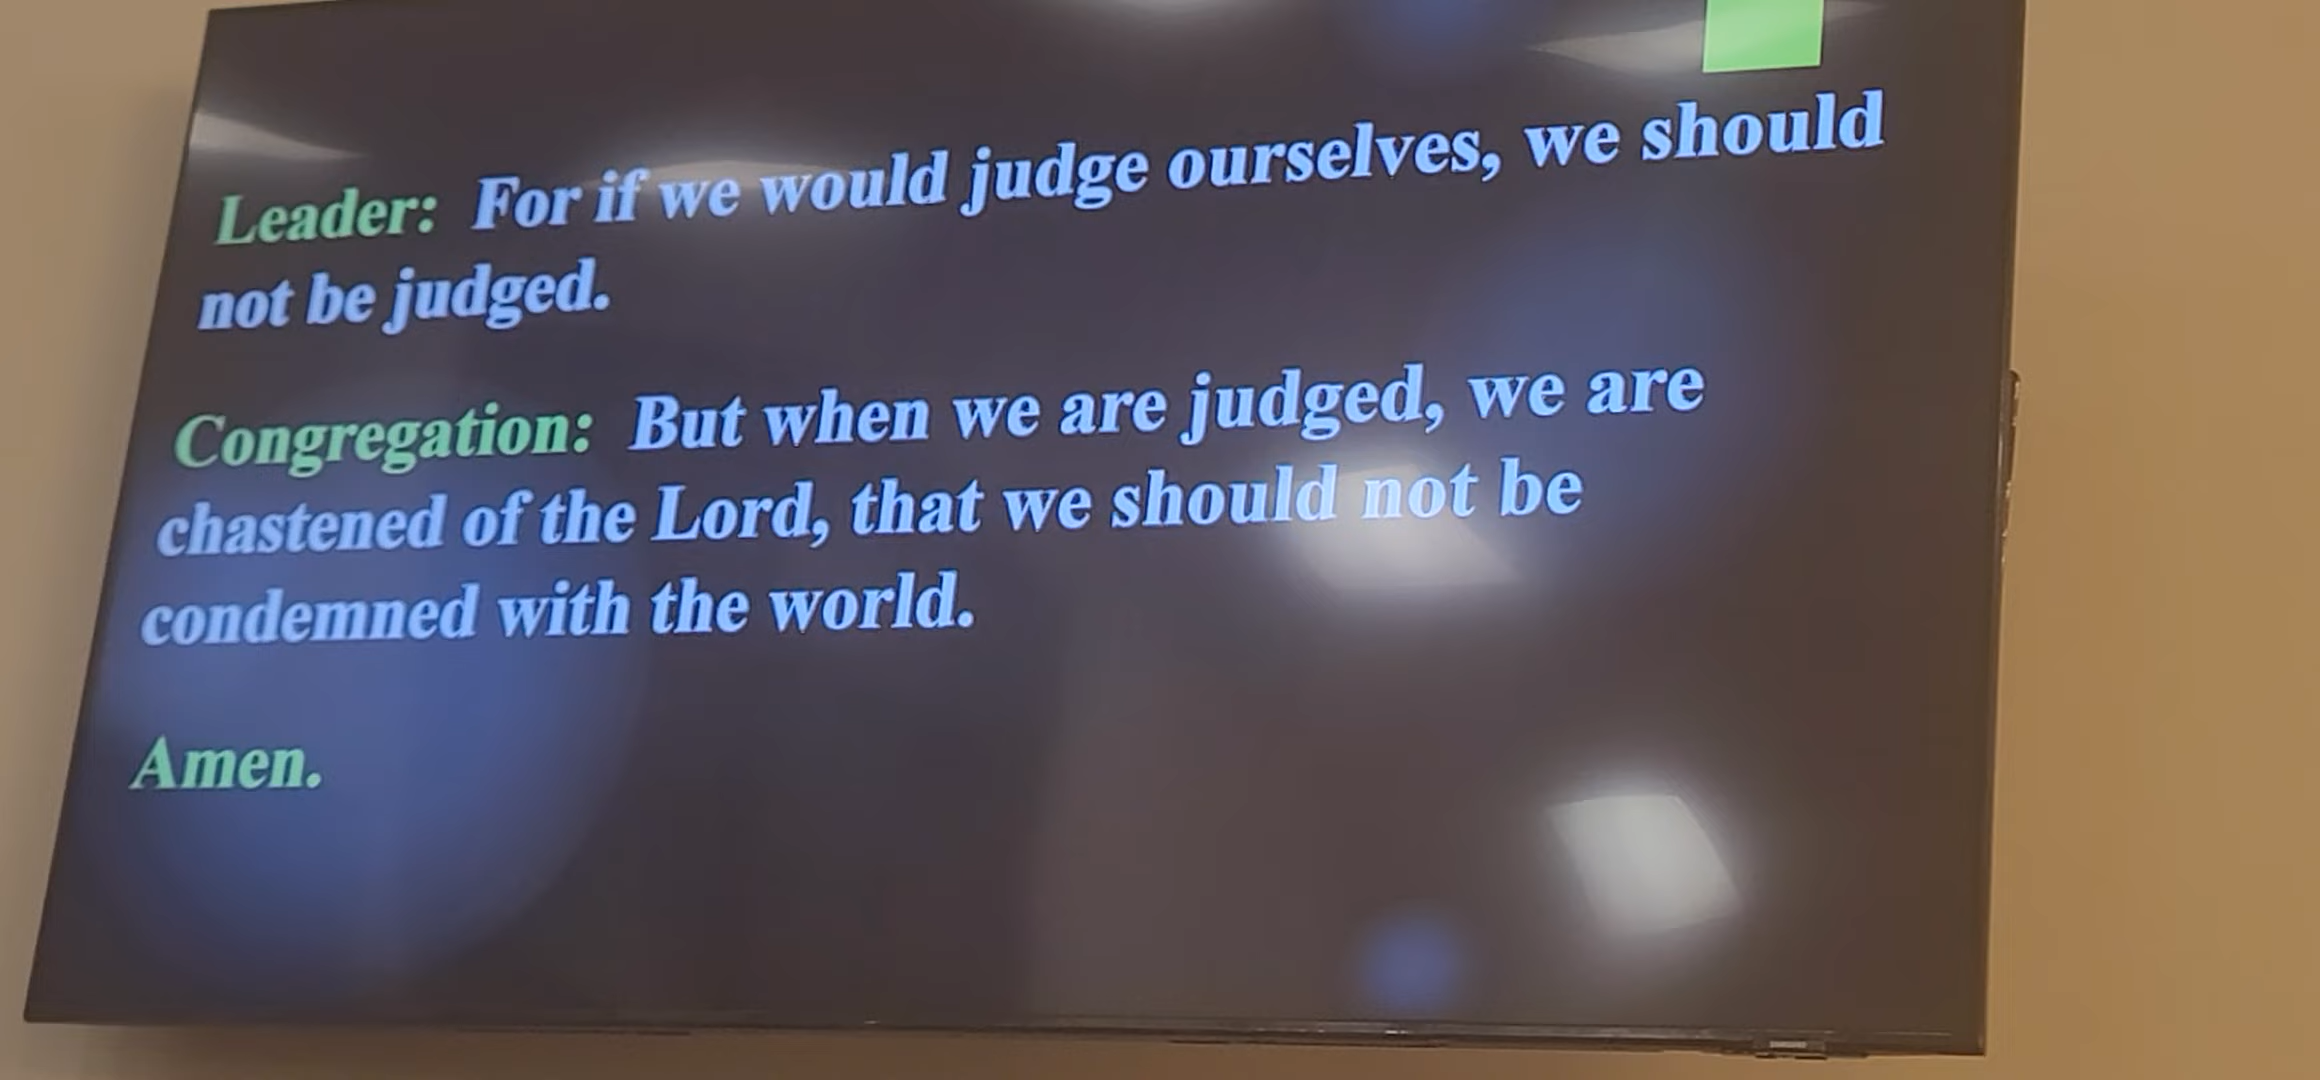 Leader: For if we would judge ourselves, we should
not be judged.
Congregation: But when we are judged, we are
chastened of the Lord, that we should not be
condemned with the world.
Amen.